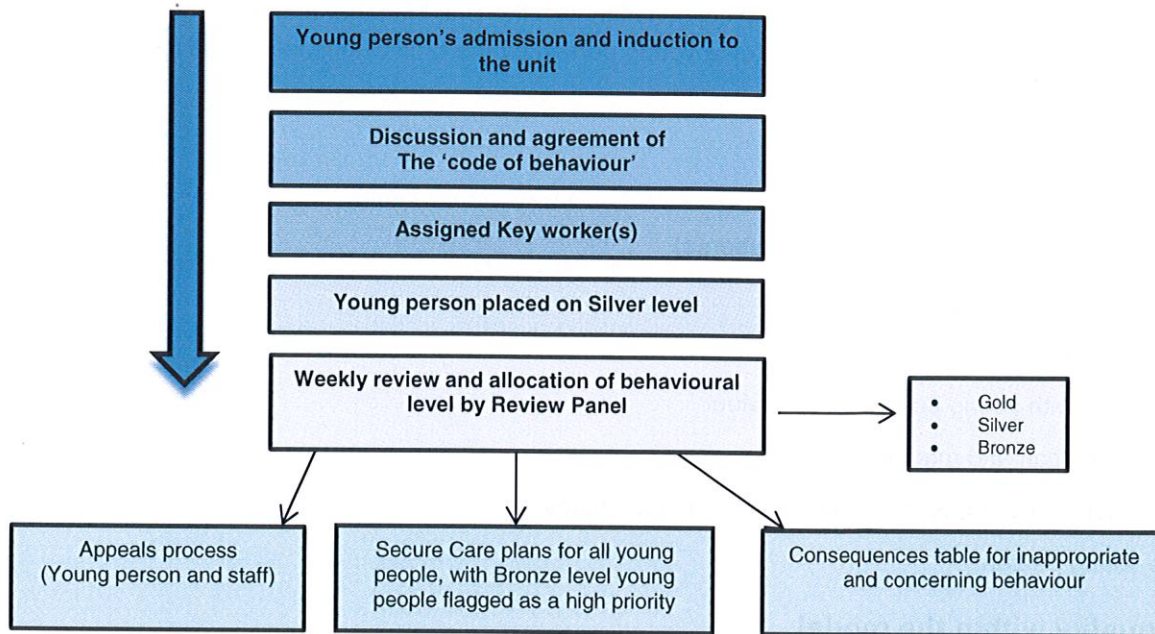 Young person's admission and induction to
the unit
Discussion and agreement of
The 'code of behaviour'
Assigned Key worker(s)
Young person placed on Silver level
Weekly review and allocation of behavioural
level by Review Panel
• Gold
• Silver
• Bronze
Appeals process
(Young person and staff)
Secure Care plans for all young
people, with Bronze level young
people flagged as a high priority
Consequences table for inappropriate
and concerning behaviour